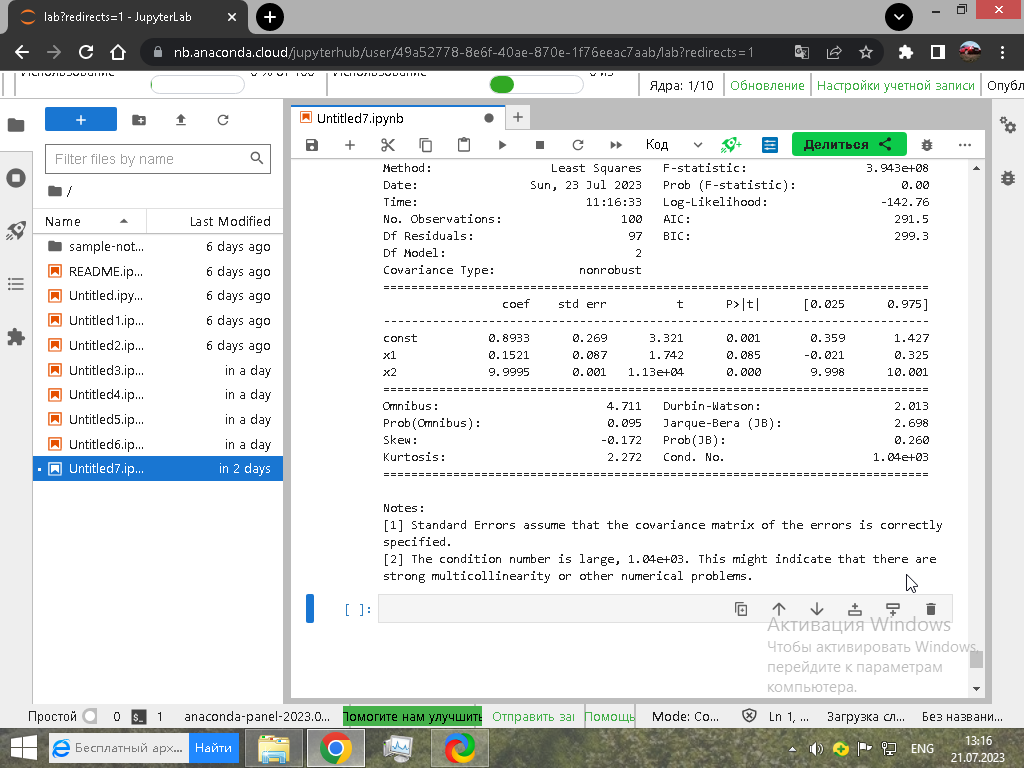 lab?redirects=1 - JupyterLab
nb.anaconda.cloud/jupyterhub/user/49a52778-8e6f-40ae-870e-1f76eeac7aab/lab?redirects=1
Использование 0 % от 100 Использование 0 из Ядра: 1/10 Обновление Настройки учетной записи Опубл
Untitled7.ipynb
Код Делиться
Filter files by name
/
Name Last Modified
sample-not... 6 days ago
README.ip... 6 days ago
Untitled.ipy... 6 days ago
Untitled1.ip... 6 days ago
Untitled2.ip... 6 days ago
Untitled3.ip... in a day
Untitled4.ip... in a day
Untitled5.ip... in a day
Untitled6.ip... in a day
Untitled7.ip... in 2 days
Method: Least Squares F-statistic: 3.943e+08
Date: Sun, 23 Jul 2023 Prob (F-statistic): 0.00
Time: 11:16:33 Log-Likelihood: -142.76
No. Observations: 100 AIC: 291.5
Df Residuals: 97 BIC: 299.3
Df Model: 2
Covariance Type: nonrobust
==============================================================================
coef std err t P>|t| [0.025 0.975]
------------------------------------------------------------------------------
const 0.8933 0.269 3.321 0.001 0.359 1.427
x1 0.1521 0.087 1.742 0.085 -0.021 0.325
x2 9.9995 0.001 1.13e+04 0.000 9.998 10.001
==============================================================================
Omnibus: 4.711 Durbin-Watson: 2.013
Prob(Omnibus): 0.095 Jarque-Bera (JB): 2.698
Skew: -0.172 Prob(JB): 0.260
Kurtosis: 2.272 Cond. No. 1.04e+03
==============================================================================
Notes:
[1] Standard Errors assume that the covariance matrix of the errors is correctly
specified.
[2] The condition number is large, 1.04e+03. This might indicate that there are
strong multicollinearity or other numerical problems.
[ ]:
Активация Windows
Чтобы активировать Windows,
перейдите к параметрам
компьютера.
Простой 0 $_ 1 anaconda-panel-2023.0... Помогите нам улучшить Отправить заг Помощь Mode: Co... Ln 1, ... Загрузка сл... Без названи...
Бесплатный арх... Найти
ENG
13:16
21.07.2023